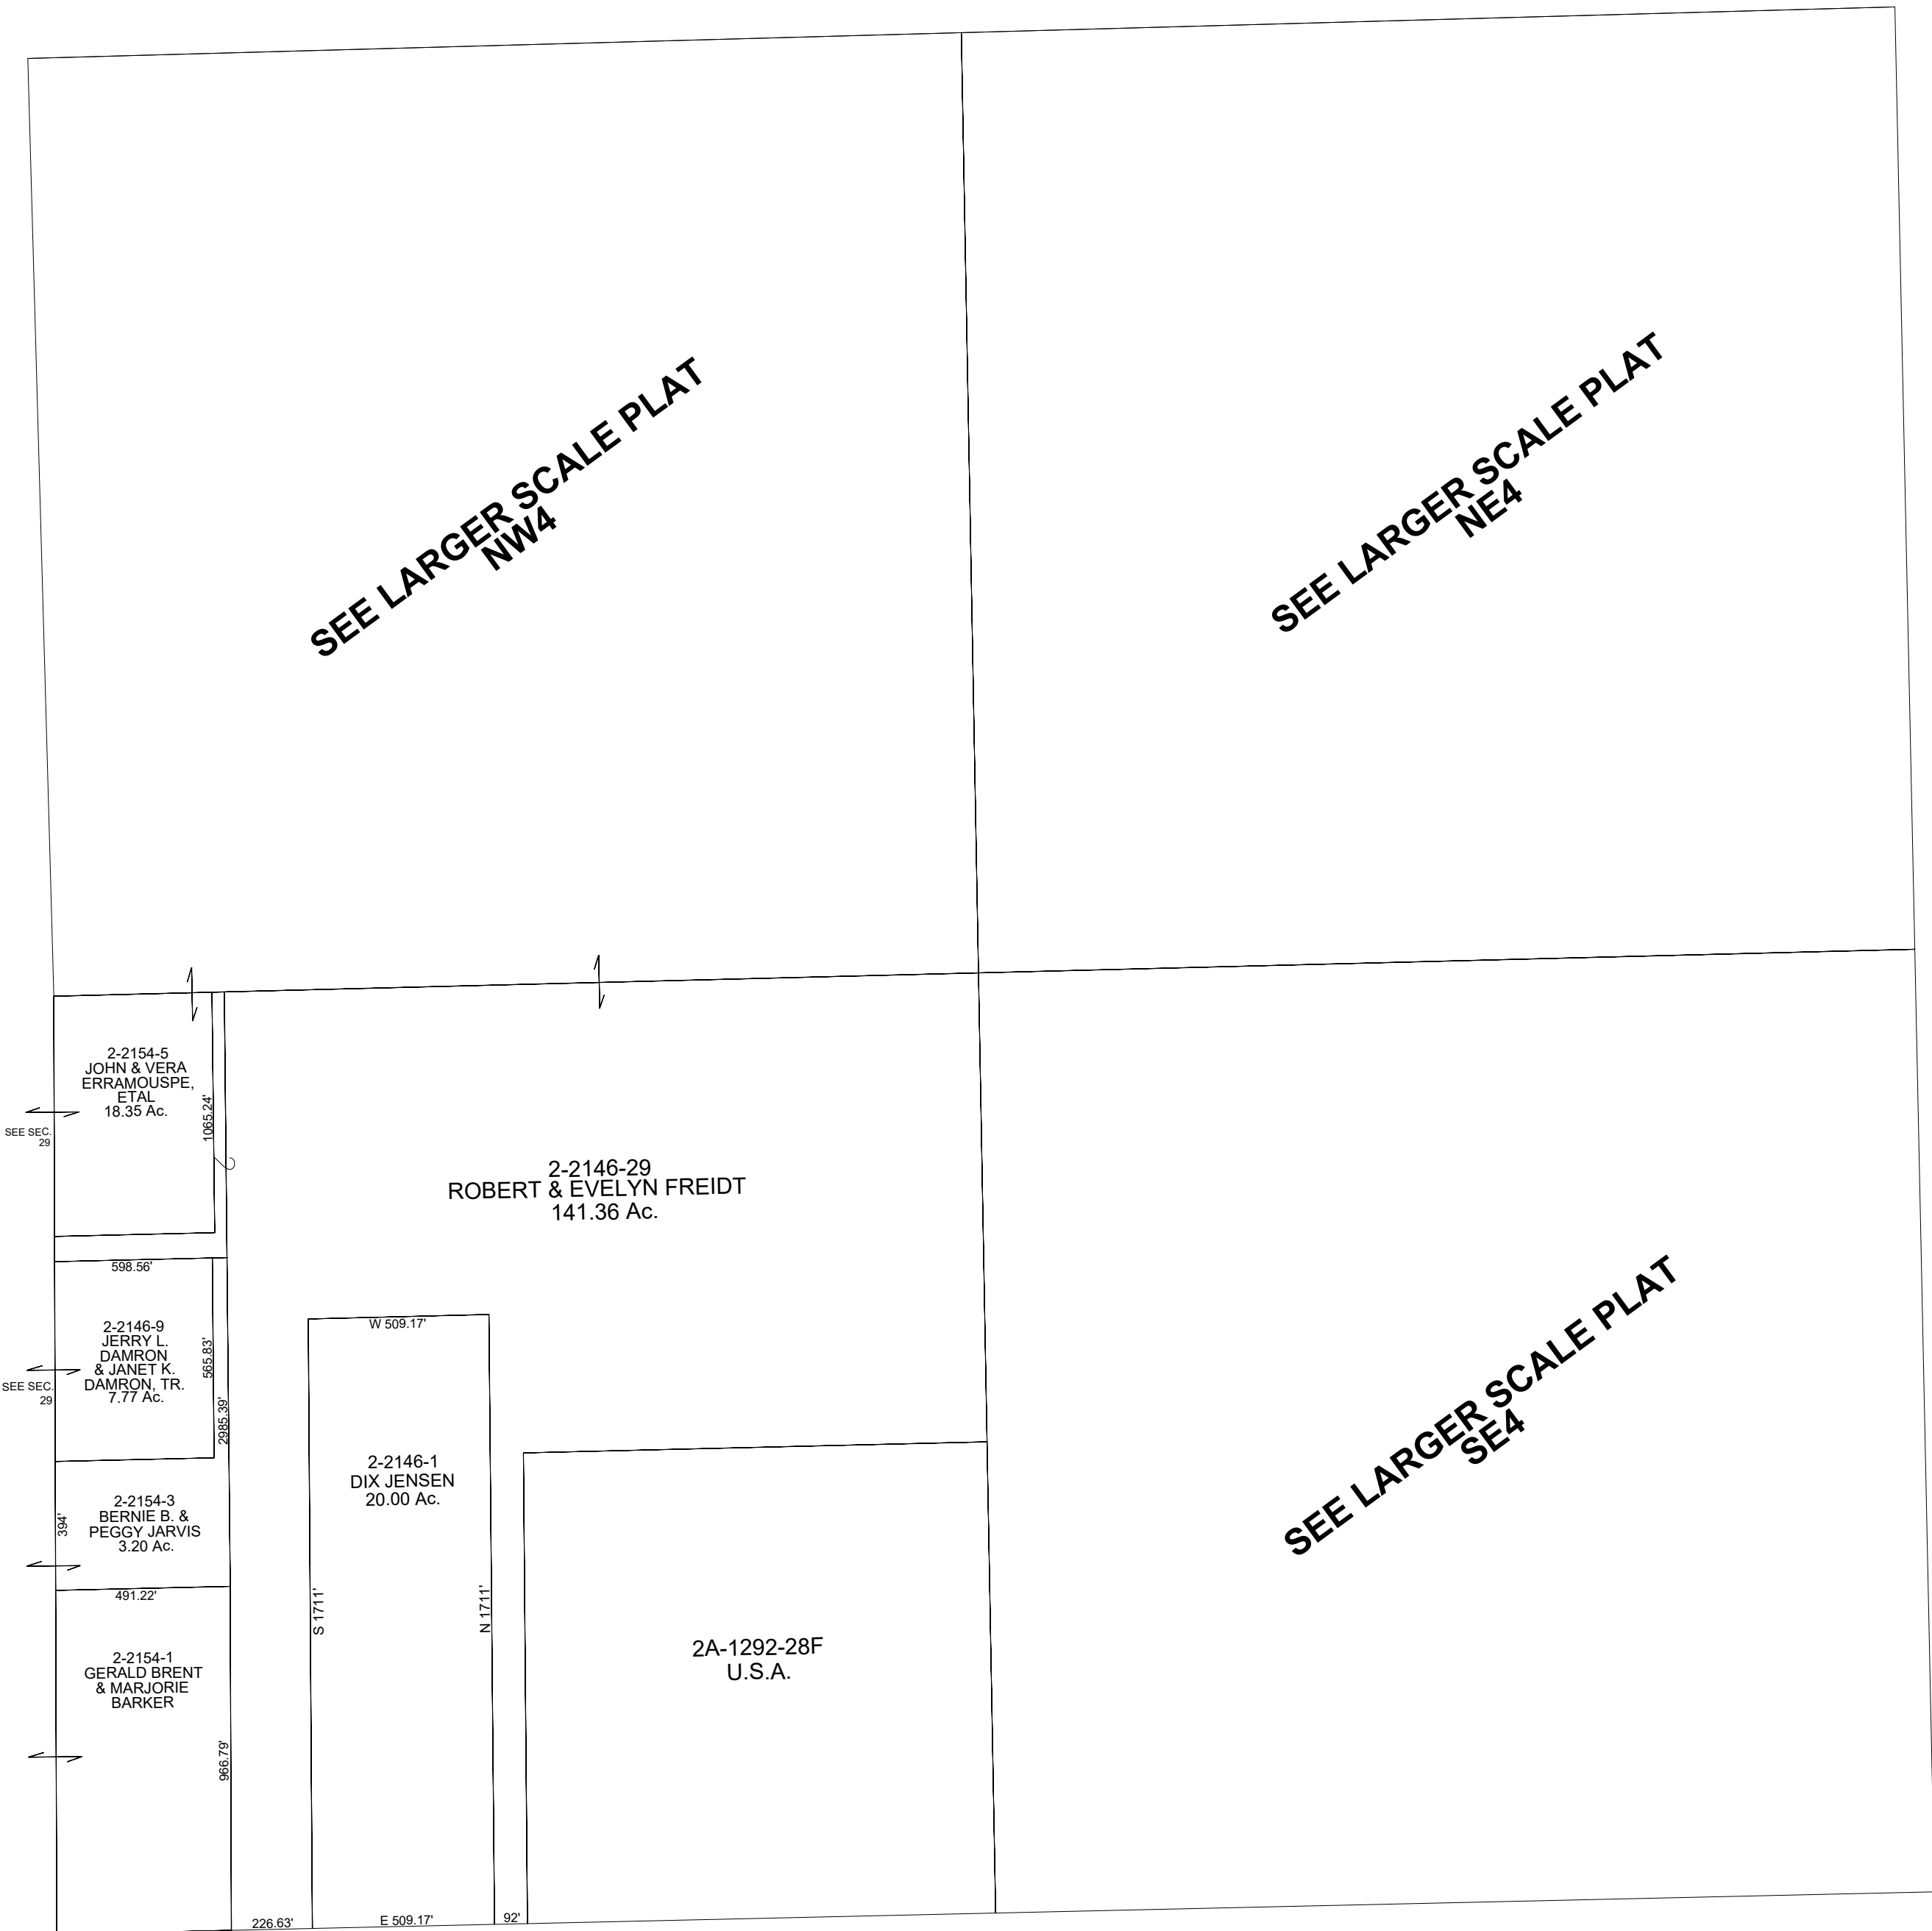 SEE LARGER SCALE PLAT
NW4
SEE LARGER SCALE PLAT
NE4
2-2154-5
JOHN & VERA
ERRAMOUSPE,
ETAL
18.35 Ac.
1065.24'
SEE SEC.
29
2-2146-29
ROBERT & EVELYN FREIDT
141.36 Ac.
598.56'
2-2146-9
JERRY L.
DAMRON
& JANET K.
DAMRON, TR.
7.77 Ac.
565.83'
2985.39'
SEE SEC.
29
W 509.17'
2-2146-1
DIX JENSEN
20.00 Ac.
S 1711'
N 1711'
SEE LARGER SCALE PLAT
SE4
2-2154-3
BERNIE B. &
PEGGY JARVIS
3.20 Ac.
394'
491.22'
2-2154-1
GERALD BRENT
& MARJORIE
BARKER
966.79'
2A-1292-28F
U.S.A.
226.63'
E 509.17'
92'